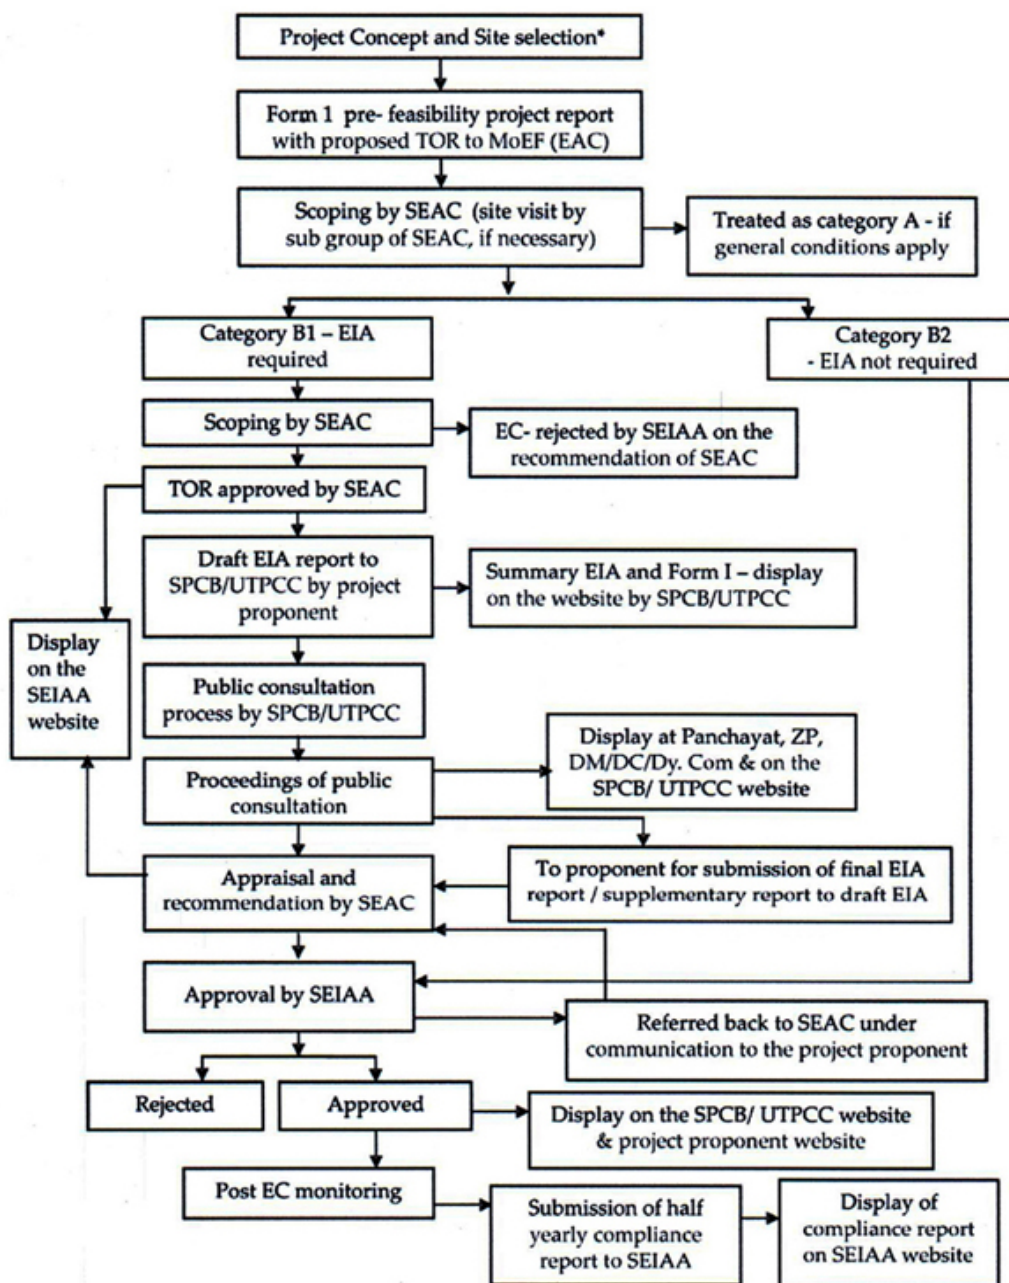 Project Concept and Site selection*
Form 1 pre- feasibility project report
with proposed TOR to MoEF (EAC)
Scoping by SEAC (site visit by
sub group of SEAC, if necessary)
Treated as category A - if
general conditions apply
Category B1 – EIA
required
Category B2
- EIA not required
Scoping by SEAC
EC- rejected by SEIAA on the
recommendation of SEAC
TOR approved by SEAC
Draft EIA report to
SPCB/UTPCC by project
proponent
Summary EIA and Form I – display
on the website by SPCB/UTPCC
Display
on the
SEIAA
website
Public consultation
process by SPCB/UTPCC
Proceedings of public
consultation
Display at Panchayat, ZP,
DM/DC/Dy. Com & on the
SPCB/ UTPCC website
Appraisal and
recommendation by SEAC
To proponent for submission of final EIA
report / supplementary report to draft EIA
Approval by SEIAA
Referred back to SEAC under
communication to the project proponent
Rejected
Approved
Display on the SPCB/ UTPCC website
& project proponent website
Post EC monitoring
Submission of half
yearly compliance
report to SEIAA
Display of
compliance report
on SEIAA website